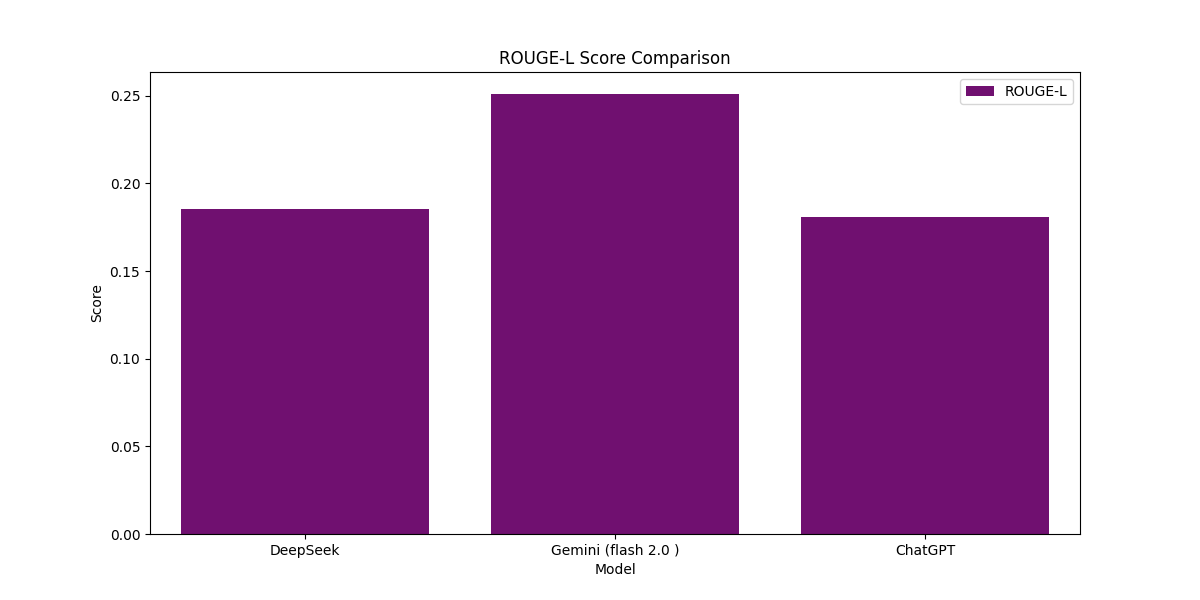 ROUGE-L Score Comparison
ROUGE-L
0.25
0.20
0.15
0.10
0.05
0.00
Score
DeepSeek
Gemini (flash 2.0 )
ChatGPT
Model